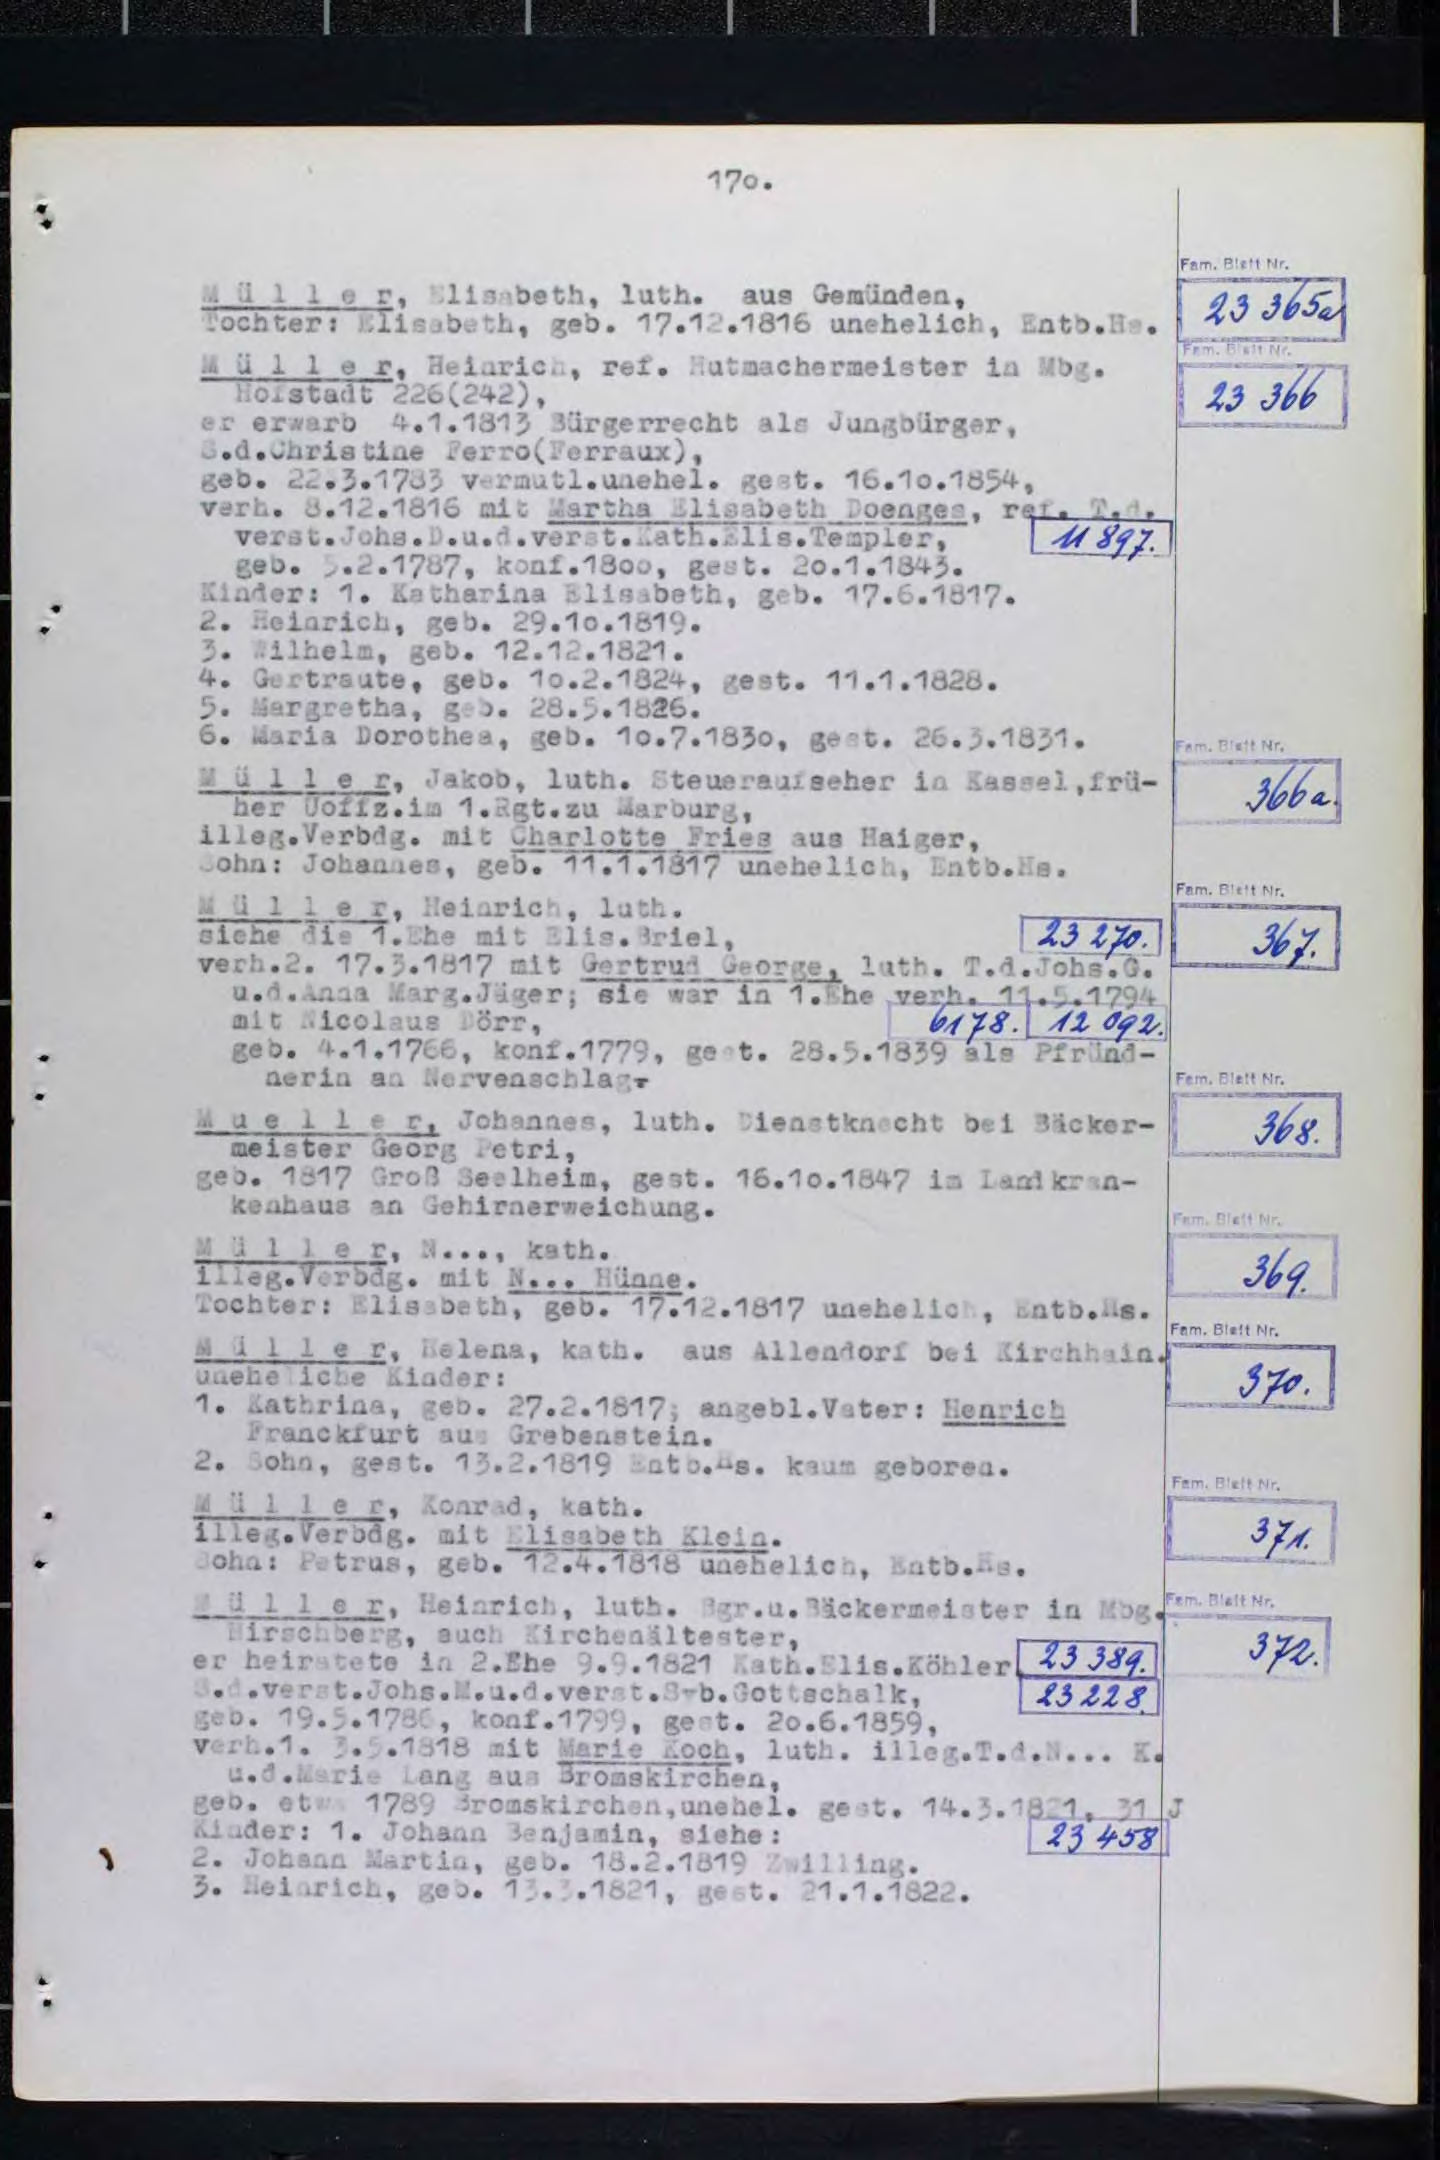 170.
Fam. Blatt Nr.
M ü l l e r, Elisabeth, luth. aus Gemünden,
23 365a
Tochter: Elisabeth, geb. 17.12.1816 unehelich, Entb.Hs.
Fam. Blatt Nr.
M ü l l e r, Heinrich, ref. Hutmachermeister in Mbg.
23 366
Hofstadt 226(242),
er erwarb 4.1.1813 Bürgerrecht als Jungbürger,
S.d.Christine Ferro(Ferraux),
geb. 22.3.1783 vermutl.unehel. gest. 16.1o.1854,
verh. 8.12.1816 mit Martha Elisabeth Doenges, ref. T.d.
verst.Johs.D.u.d.verst.Kath.Elis.Templer,
11 897.
geb. 5.2.1787, konf.18oo, gest. 2o.1.1843.
Kinder: 1. Katharina Elisabeth, geb. 17.6.1817.
2. Heinrich, geb. 29.1o.1819.
3. Wilhelm, geb. 12.12.1821.
4. Gertraute, geb. 1o.2.1824, gest. 11.1.1828.
5. Margretha, geb. 28.5.1826.
6. Maria Dorothea, geb. 1o.7.183o, gest. 26.3.1831.
Fam. Blatt Nr.
M ü l l e r, Jakob, luth. Steueraufseher in Kassel,frü-
366a.
her Uoffz.im 1.Rgt.zu Marburg,
illeg.Verbdg. mit Charlotte Fries aus Haiger,
Sohn: Johannes, geb. 11.1.1817 unehelich, Entb.Hs.
Fam. Blatt Nr.
M ü l l e r, Heinrich, luth.
siehe die 1.Ehe mit Elis.Briel,
23 270.
367.
verh.2. 17.3.1817 mit Gertrud George, luth. T.d.Johs.G.
u.d.Anna Marg.Jäger; sie war in 1.Ehe verh. 11.5.1794
mit Nicolaus Dörr,
6178.
12 092.
geb. 4.1.1766, konf.1779, gest. 28.5.1839 als Pfründ-
nerin an Nervenschlag.
Fam. Blatt Nr.
M u e l l e r, Johannes, luth. Dienstknecht bei Bäcker-
368.
meister Georg Petri,
geb. 1817 Groß Seelheim, gest. 16.1o.1847 im Landkran-
kenhaus an Gehirnerweichung.
Fam. Blatt Nr.
M ü l l e r, N..., kath.
369.
illeg.Verbdg. mit N... Hünne.
Tochter: Elisabeth, geb. 17.12.1817 unehelich, Entb.Hs.
Fam. Blatt Nr.
M ü l l e r, Helena, kath. aus Allendorf bei Kirchhain.
370.
uneheliche Kinder:
1. Kathrina, geb. 27.2.1817; angebl.Vater: Henrich
Franckfurt aus Grebenstein.
2. Sohn, gest. 13.2.1819 Entb.Hs. kaum geboren.
Fam. Blatt Nr.
M ü l l e r, Konrad, kath.
371.
illeg.Verbdg. mit Elisabeth Klein.
Sohn: Petrus, geb. 12.4.1818 unehelich, Entb.Hs.
Fam. Blatt Nr.
M ü l l e r, Heinrich, luth. Bgr.u.Bäckermeister in Mbg.
Hirschberg, auch Kirchenältester,
372.
er heiratete in 2.Ehe 9.9.1821 Kath.Elis.Köhler
23 389.
S.d.verst.Johs.M.u.d.verst.Syb.Gottschalk,
23 228.
geb. 19.5.1786, konf.1799, gest. 2o.6.1859,
verh.1. 3.5.1818 mit Marie Koch, luth. illeg.T.d.N... K.
u.d.Marie Lang aus Bromskirchen,
geb. etwa 1789 Bromskirchen,unehel. gest. 14.3.1821, 31 J
Kinder: 1. Johann Benjamin, siehe:
23 458
2. Johann Martin, geb. 18.2.1819 Zwilling.
3. Heinrich, geb. 13.3.1821, gest. 21.1.1822.